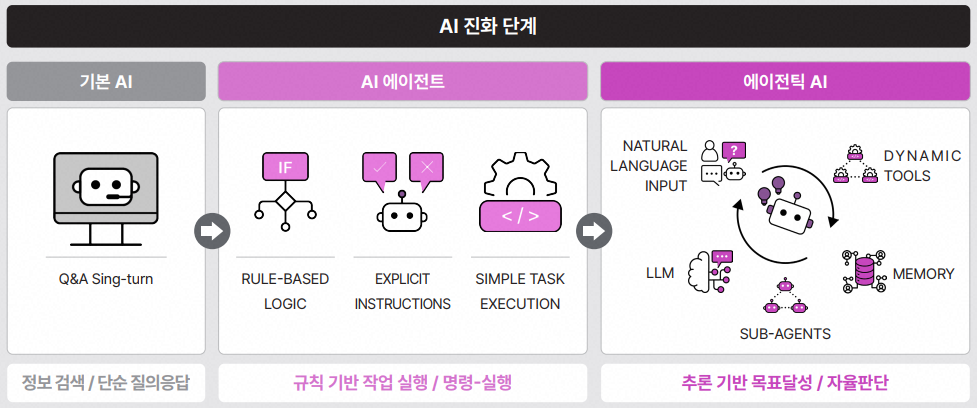 AI 진화 단계
기본 AI
AI 에이전트
에이전틱 AI
Q&A Sing-turn
IF
RULE-BASED
LOGIC
EXPLICIT
INSTRUCTIONS
</>
SIMPLE TASK
EXECUTION
NATURAL
LANGUAGE
INPUT
?
DYNAMIC
TOOLS
LLM
MEMORY
SUB-AGENTS
정보 검색 / 단순 질의응답
규칙 기반 작업 실행 / 명령-실행
추론 기반 목표달성 / 자율판단